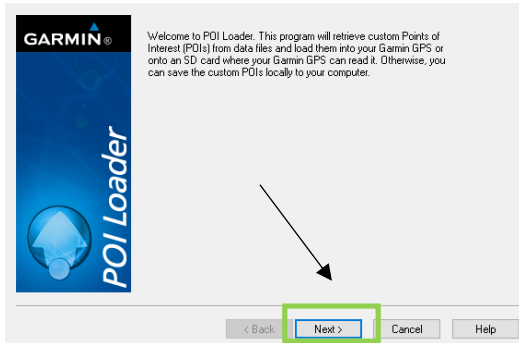 GARMIN®
POI Loader
Welcome to POI Loader. This program will retrieve custom Points of
Interest (POIs) from data files and load them into your Garmin GPS or
onto an SD card where your Garmin GPS can read it. Otherwise, you
can save the custom POIs locally to your computer.
< Back
Next >
Cancel
Help